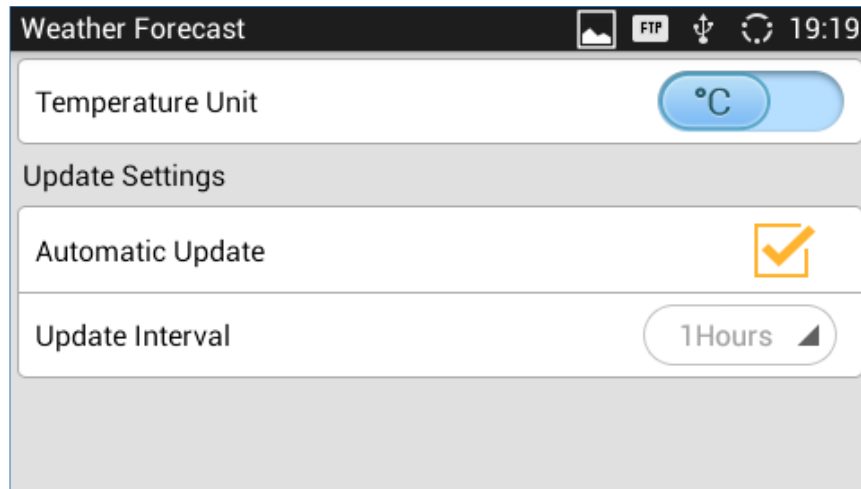 Weather Forecast FTP 19:19
Temperature Unit °C
Update Settings
Automatic Update
Update Interval 1Hours